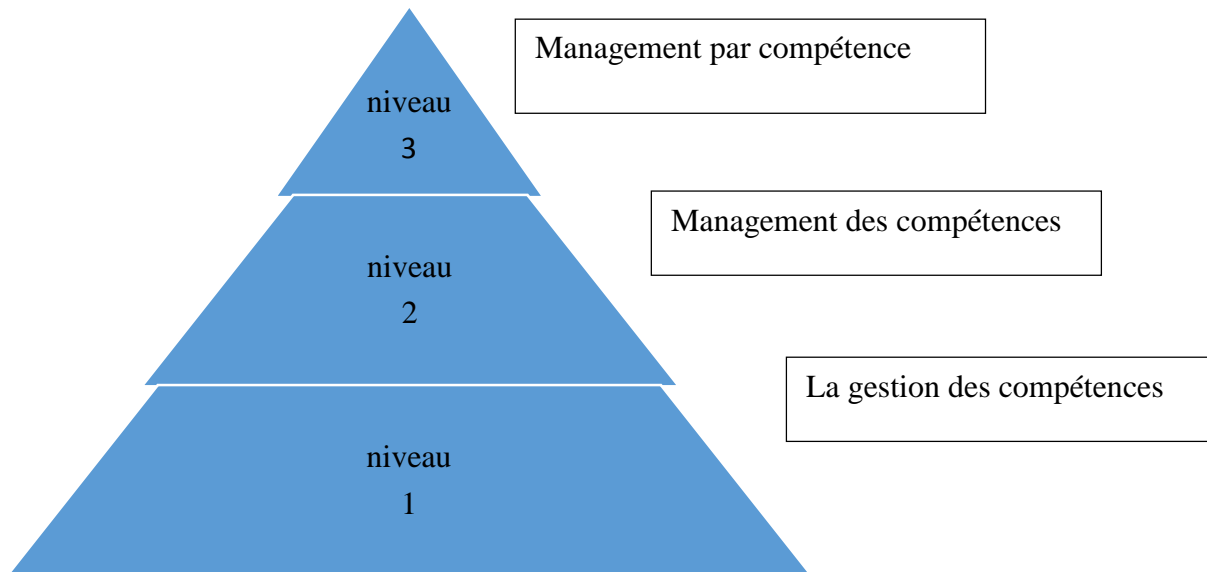 Management par compétence
niveau
3
Management des compétences
niveau
2
La gestion des compétences
niveau
1